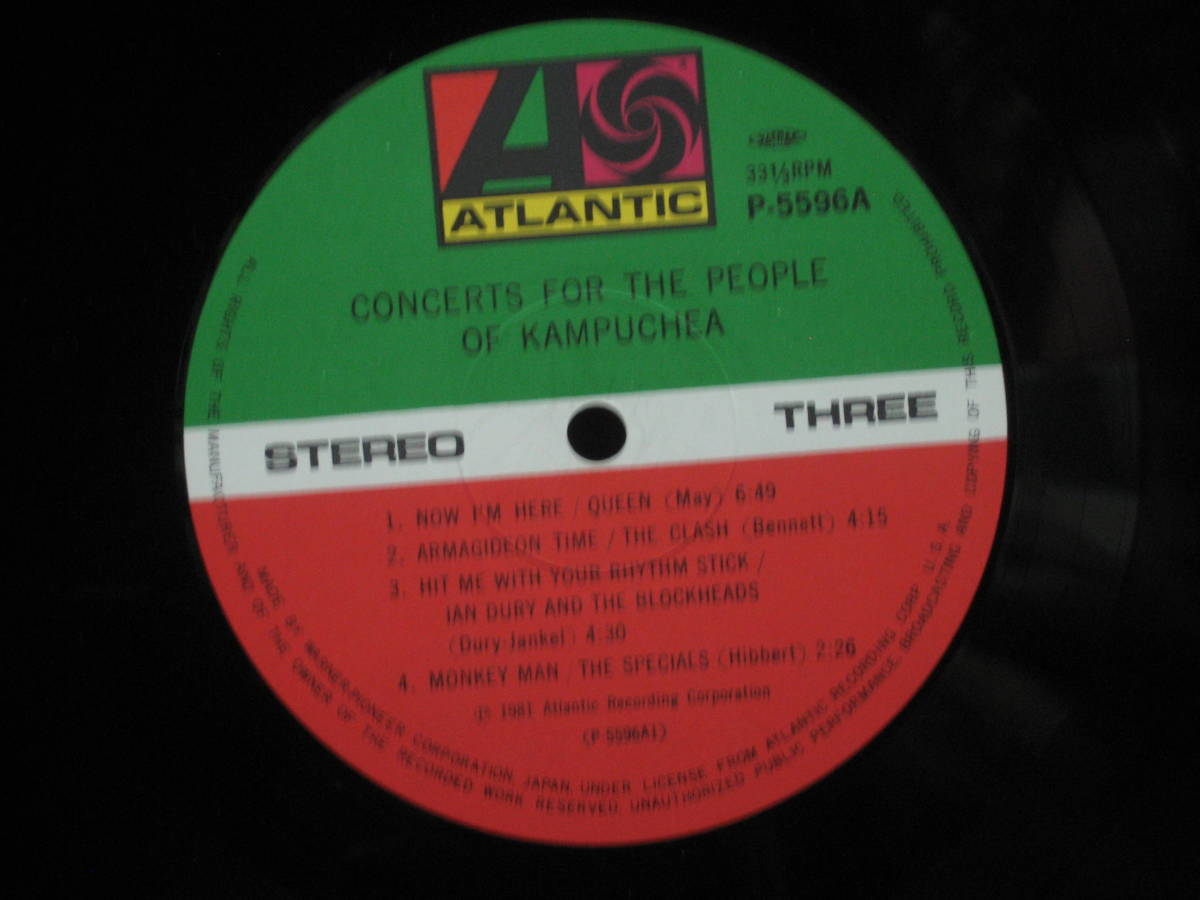 ATLANTIC
33 1/3 RPM
P-5596A
CONCERTS FOR THE PEOPLE
OF KAMPUCHEA
STEREO
THREE
1. NOW I'M HERE / QUEEN (May) 6:49
2. ARMAGIDEON TIME / THE CLASH (Bennett) 4:15
3. HIT ME WITH YOUR RHYTHM STICK /
IAN DURY AND THE BLOCKHEADS
(Dury-Jankel) 4:30
4. MONKEY MAN / THE SPECIALS (Hibbert) 2:26
Ⓟ 1981 Atlantic Recording Corporation
(P-5596A1)
MADE BY WARNER-PIONEER CORPORATION, JAPAN, UNDER LICENSE FROM ATLANTIC RECORDING CORP. U.S.A.
ALL RIGHTS OF THE MANUFACTURER AND OF THE OWNER OF THE RECORDED WORK RESERVED. UNAUTHORIZED PUBLIC PERFORMANCE, BROADCASTING AND COPYING OF THIS RECORD PROHIBITED.